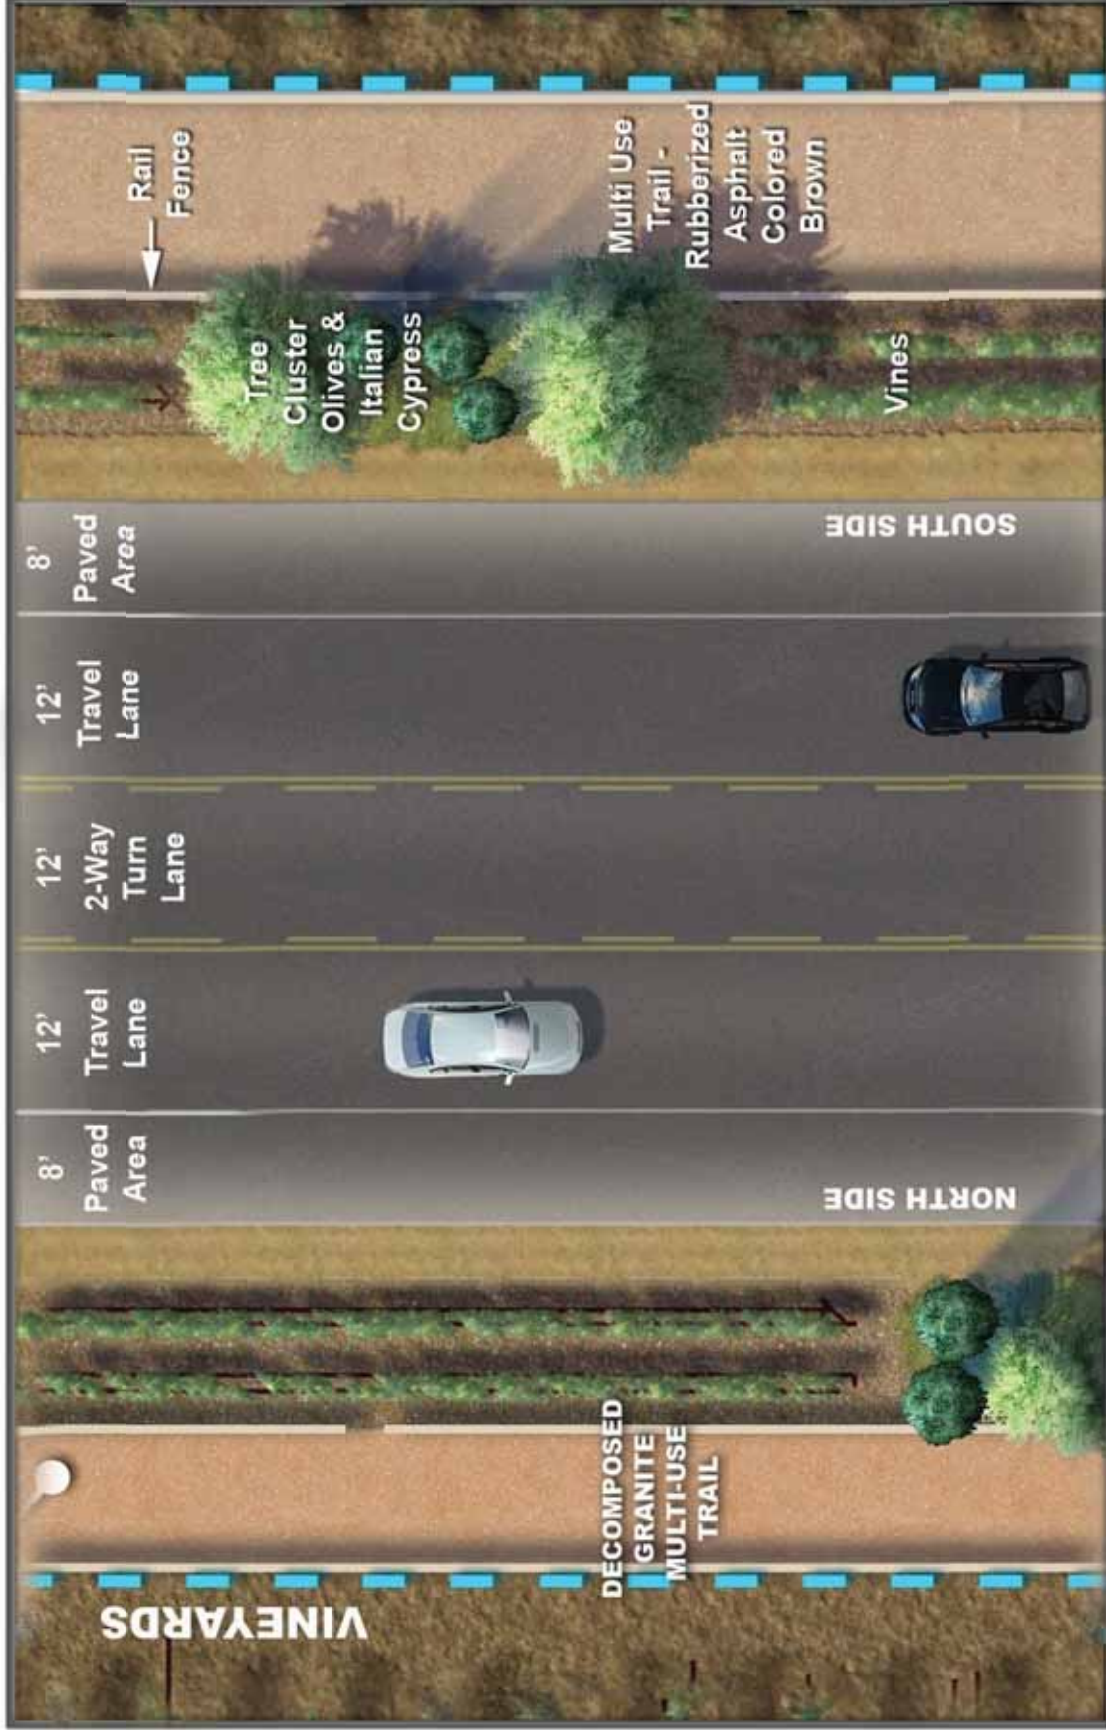 Rail
Fence
Multi Use
Trail -
Rubberized
Asphalt
Colored
Brown
Tree
Cluster
Olives &
Italian
Cypress
Vines
8'
Paved
Area
SOUTH SIDE
12'
Travel
Lane
12'
2-Way
Turn
Lane
12'
Travel
Lane
8'
Paved
Area
NORTH SIDE
DECOMPOSED
GRANITE
MULTI-USE
TRAIL
VINEYARDS